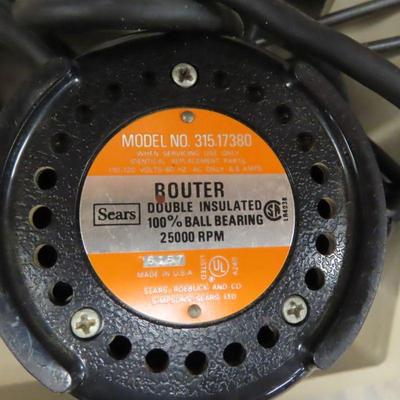 MODEL NO. 315.17380
WHEN SERVICING USE ONLY
IDENTICAL REPLACEMENT PARTS
110-120 VOLTS-60 HZ AC ONLY 6.5 AMPS
ROUTER
Sears
DOUBLE INSULATED
100% BALL BEARING
25000 RPM
MADE IN U.S.A.
LISTED
UL
SEARS, ROEBUCK AND CO
SIMPSONS-SEARS LTD